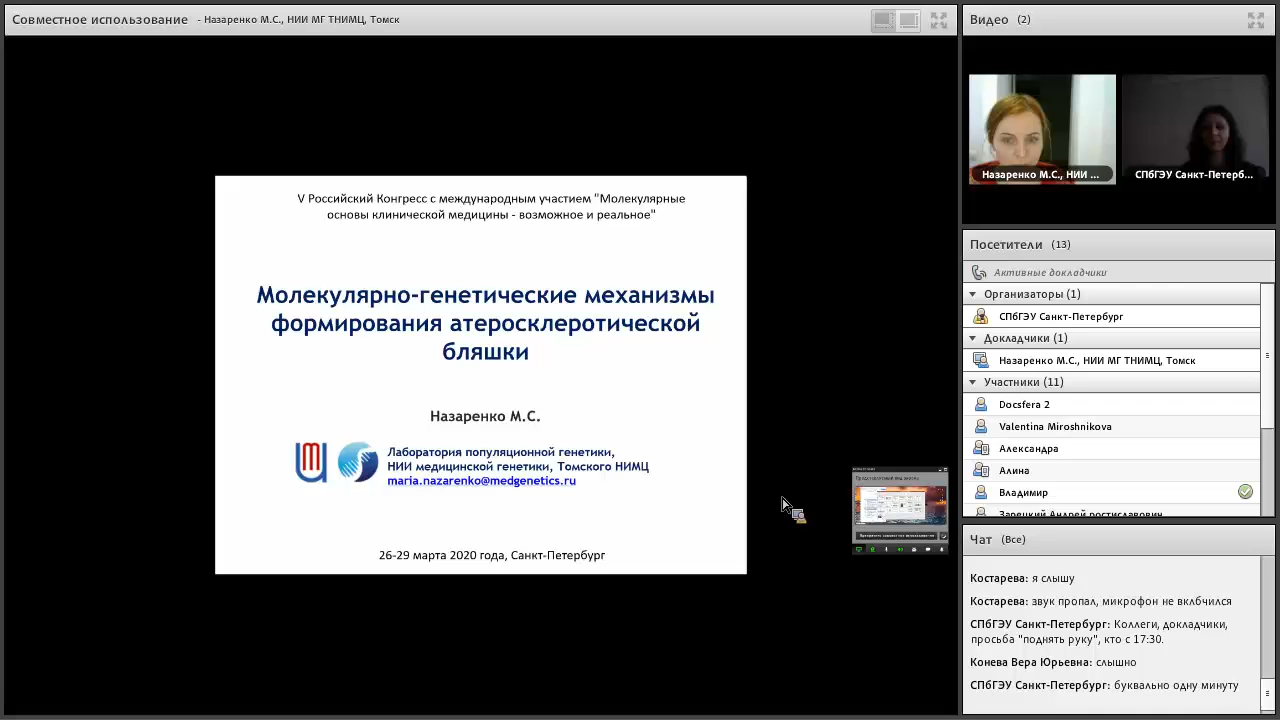 Совместное использование - Назаренко М.С., НИИ МГ ТНИМЦ, Томск
V Российский Конгресс с международным участием "Молекулярные
основы клинической медицины - возможное и реальное"
Молекулярно-генетические механизмы
формирования атеросклеротической
бляшки
Назаренко М.С.
Лаборатория популяционной генетики,
НИИ медицинской генетики, Томского НИМЦ
maria.nazarenko@medgenetics.ru
26-29 марта 2020 года, Санкт-Петербург
Видео (2)
Назаренко М.С., НИИ ...
СПбГЭУ Санкт-Петерб...
Посетители (13)
Активные докладчики
Организаторы (1)
СПбГЭУ Санкт-Петербург
Докладчики (1)
Назаренко М.С., НИИ МГ ТНИМЦ, Томск
Участники (11)
Docsfera 2
Valentina Miroshnikova
Александра
Алина
Владимир
Зарецкий Андрей ростиславович
Чат (Все)
Костарева: я слышу
Костарева: звук пропал, микрофон не вклбчился
СПбГЭУ Санкт-Петербург: Коллеги, докладчики,
просьба "поднять руку", кто с 17:30.
Конева Вера Юрьевна: слышно
СПбГЭУ Санкт-Петербург: буквально одну минуту